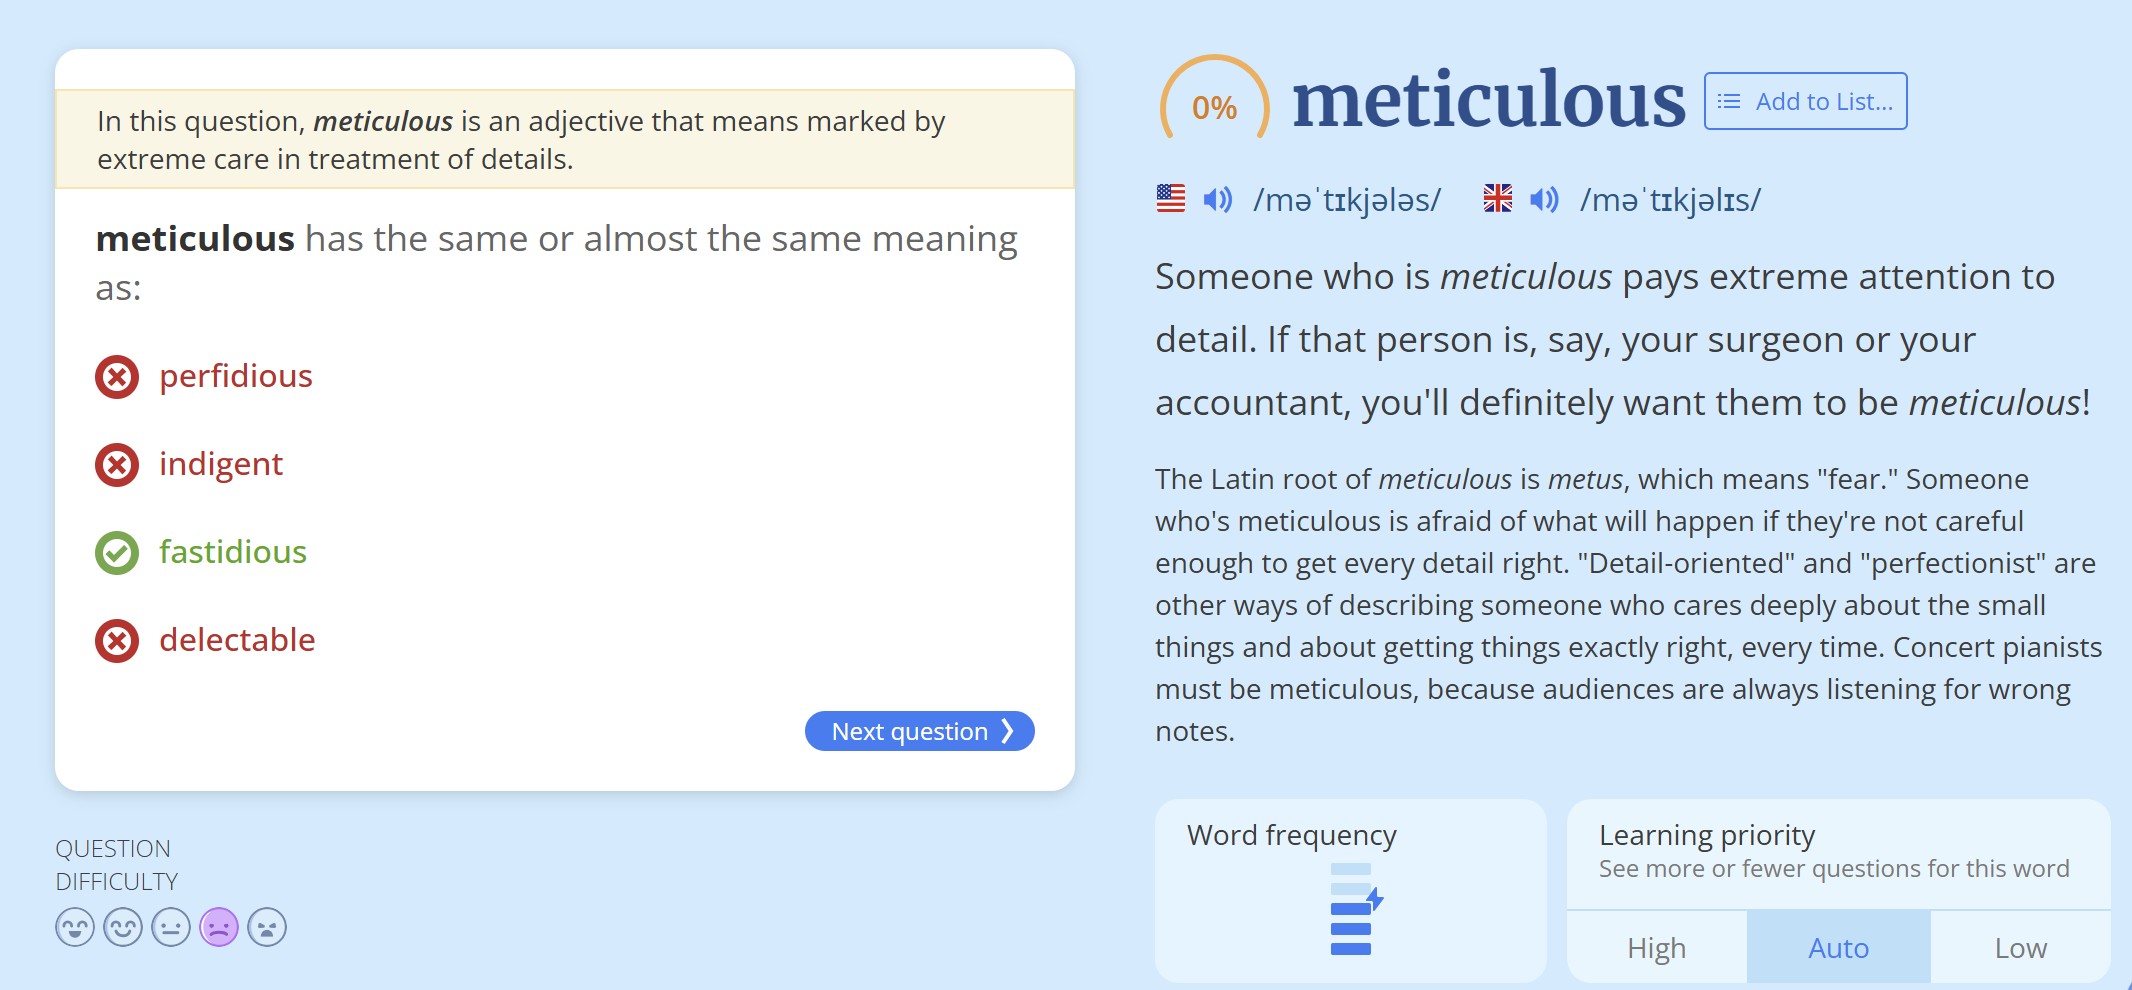 In this question, meticulous is an adjective that means marked by
extreme care in treatment of details.
meticulous has the same or almost the same meaning
as:
perfidious
indigent
fastidious
delectable
Next question
QUESTION
DIFFICULTY
0%
meticulous
Add to List...
/məˈtɪkjələs/
/məˈtɪkjəlɪs/
Someone who is meticulous pays extreme attention to
detail. If that person is, say, your surgeon or your
accountant, you'll definitely want them to be meticulous!
The Latin root of meticulous is metus, which means "fear." Someone
who's meticulous is afraid of what will happen if they're not careful
enough to get every detail right. "Detail-oriented" and "perfectionist" are
other ways of describing someone who cares deeply about the small
things and about getting things exactly right, every time. Concert pianists
must be meticulous, because audiences are always listening for wrong
notes.
Word frequency
Learning priority
See more or fewer questions for this word
High
Auto
Low